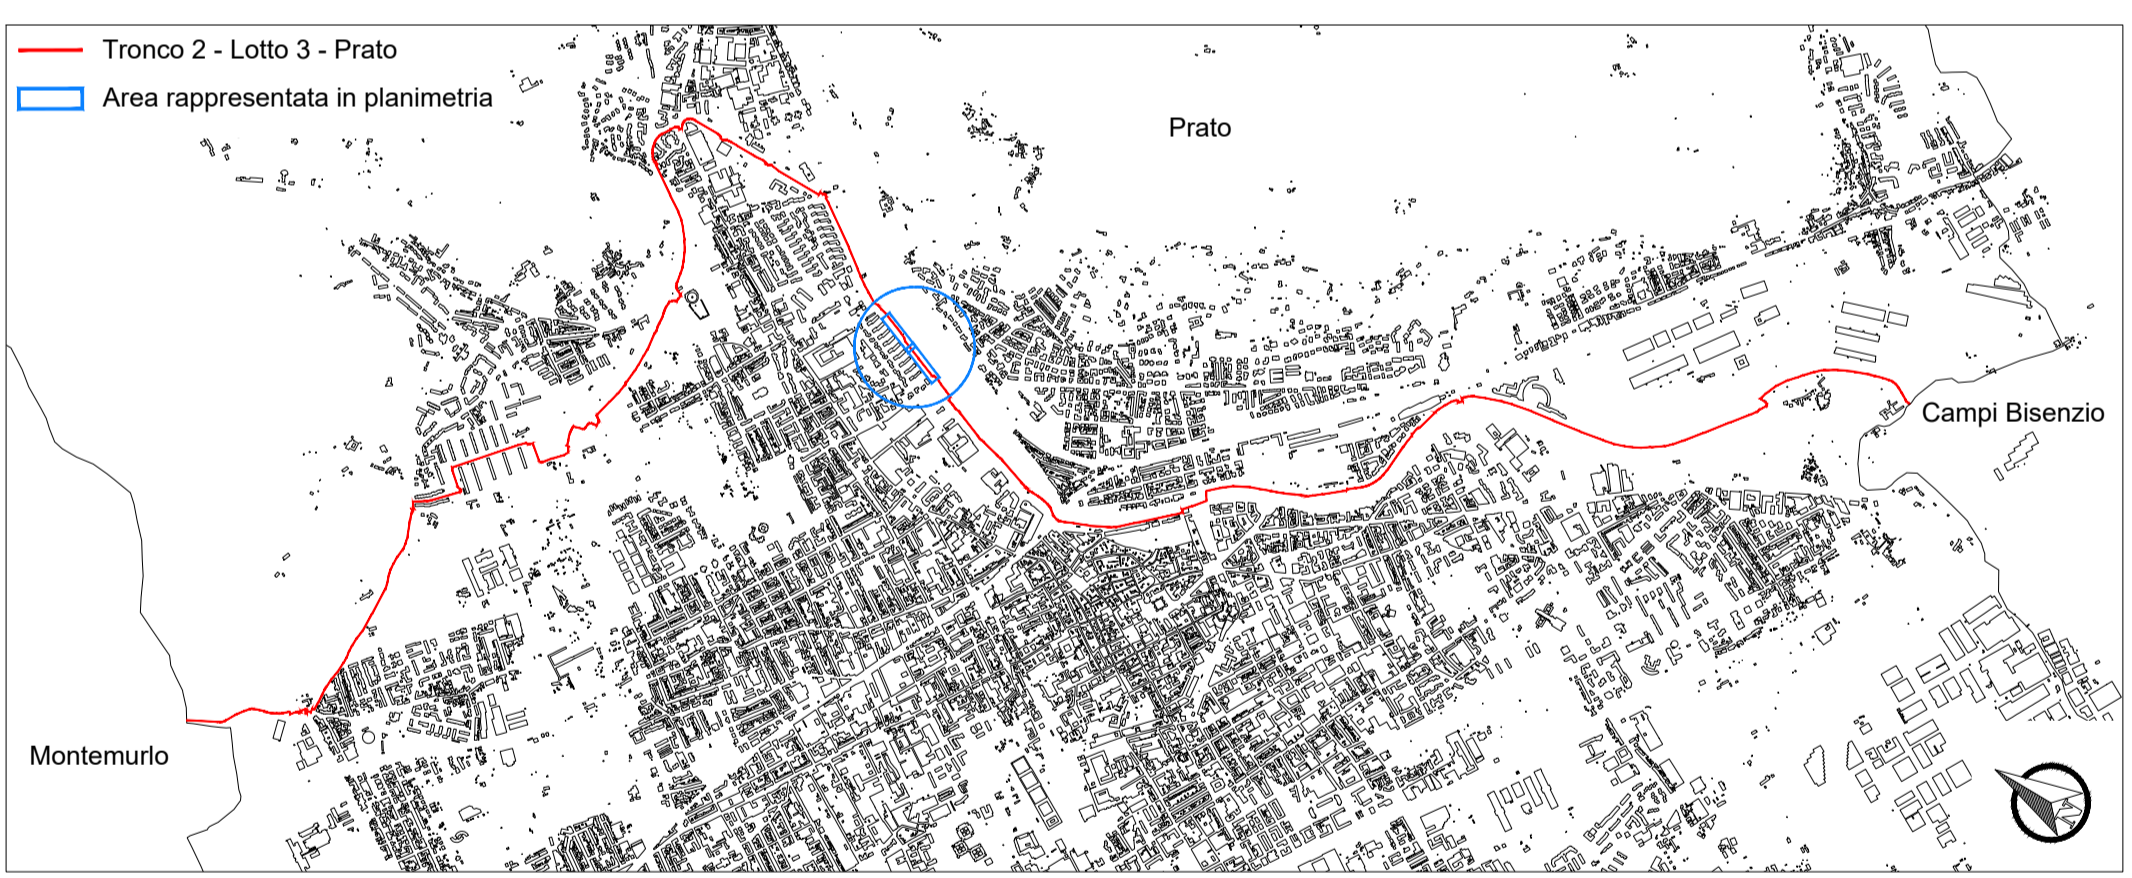 Tronco 2 - Lotto 3 - Prato
Area rappresentata in planimetria
Prato
Campi Bisenzio
Montemurlo
N